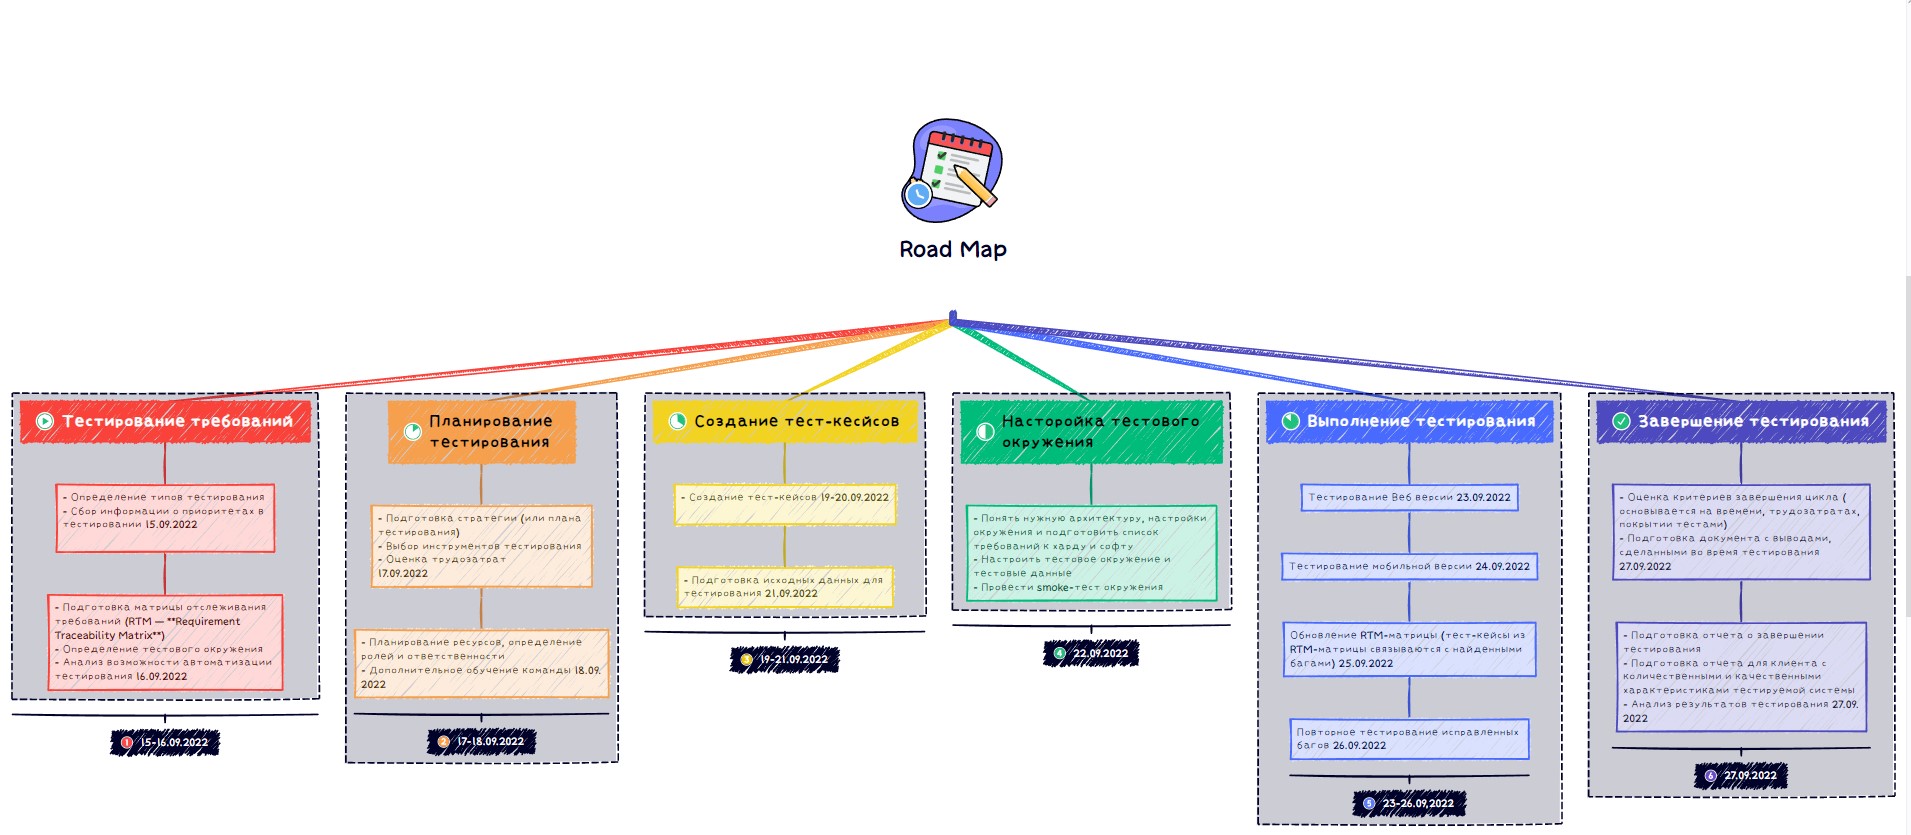 Road Map
Тестирование требований
- Определение типов тестирования
- Сбор информации о приоритетах в
тестировании 15.09.2022
- Подготовка матрицы отслеживания
требований (RTM — **Requirement
Traceability Matrix**)
- Определение тестового окружения
- Анализ возможности автоматизации
тестирования 16.09.2022
1 15-16.09.2022
Планирование
тестирования
- Подготовка стратегии (или плана
тестирования)
- Выбор инструментов тестирования
- Оценка трудозатрат
17.09.2022
- Планирование ресурсов, определение
ролей и ответственности
- Дополнительное обучение команды 18.09.
2022
2 17-18.09.2022
Создание тест-кейсов
- Создание тест-кейсов 19-20.09.2022
- Подготовка исходных данных для
тестирования 21.09.2022
3 19-21.09.2022
Насторойка тестового
окружения
- Понять нужную архитектуру, настройки
окружения и подготовить список
требований к харду и софту
- Настроить тестовое окружение и
тестовые данные
- Провести smoke-тест окружения
4 22.09.2022
Выполнение тестирования
Тестирование Веб версии 23.09.2022
Тестирование мобильной версии 24.09.2022
Обновление RTM-матрицы (тест-кейсы из
RTM-матрицы связываются с найденными
багами) 25.09.2022
Повторное тестирование исправленных
багов 26.09.2022
5 23-26.09.2022
Завершение тестирования
- Оценка критериев завершения цикла (
основывается на времени, трудозатратах,
покрытии тестами)
- Подготовка документа с выводами,
сделанными во время тестирования
27.09.2022
- Подготовка отчёта о завершении
тестирования
- Подготовка отчёта для клиента с
количественными и качественными
характеристиками тестируемой системы
- Анализ результатов тестирования 27.09.
2022
6 27.09.2022